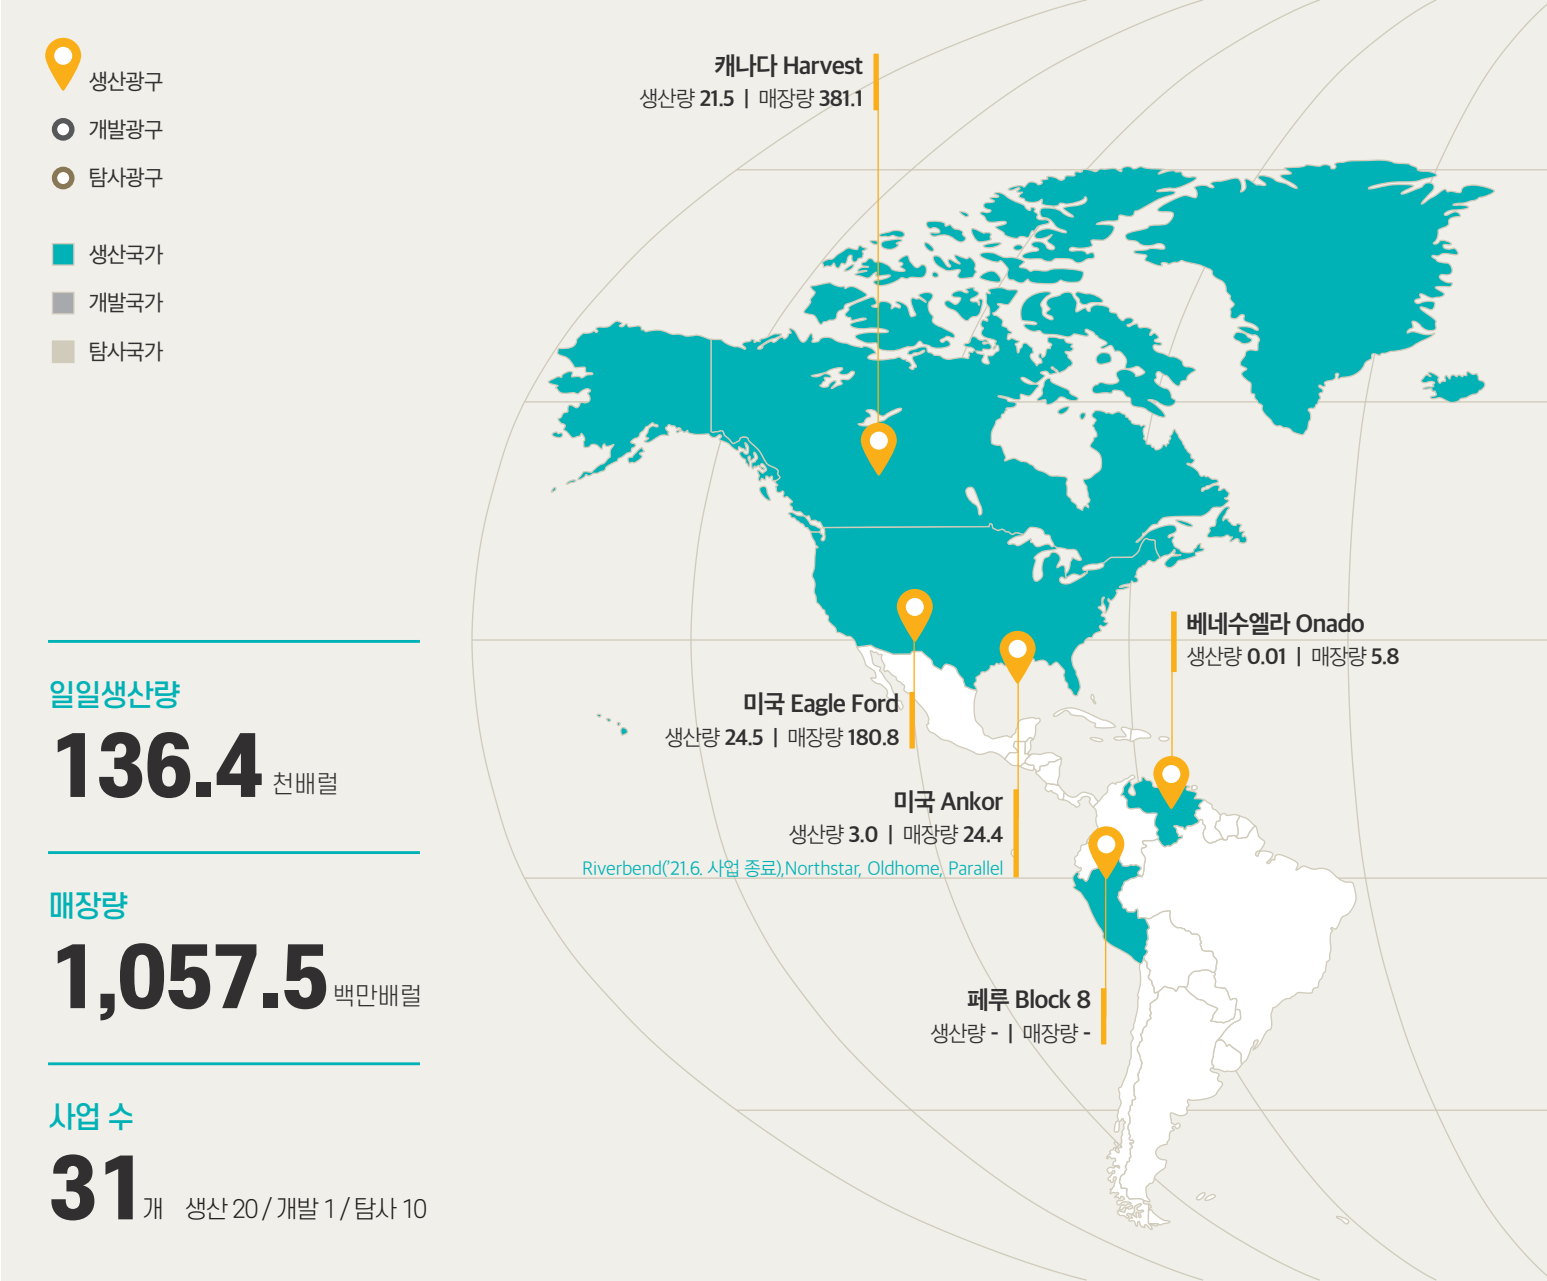 생산광구
개발광구
탐사광구
생산국가
개발국가
탐사국가
일일생산량
136.4 천배럴
매장량
1,057.5 백만배럴
사업 수
31개 생산 20 / 개발 1 / 탐사 10
캐나다 Harvest
생산량 21.5 | 매장량 381.1
미국 Eagle Ford
생산량 24.5 | 매장량 180.8
미국 Ankor
생산량 3.0 | 매장량 24.4
Riverbend('21.6. 사업 종료),Northstar, Oldhome, Parallel
베네수엘라 Onado
생산량 0.01 | 매장량 5.8
페루 Block 8
생산량 - | 매장량 -